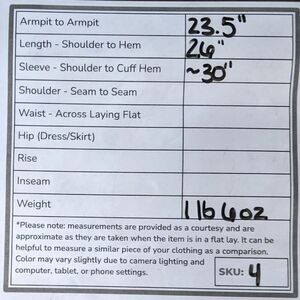 Armpit to Armpit 23.5"
Length - Shoulder to Hem 26"
Sleeve - Shoulder to Cuff Hem ~30"
Shoulder - Seam to Seam
Waist - Across Laying Flat
Hip (Dress/Skirt)
Rise
Inseam
Weight 1 lb 6 oz
*Please note: measurements are provided as a courtesy and are
approximate as they are taken when the item is in a flat lay. It can be
helpful to measure a similar piece of your clothing as a comparison.
Color may vary slightly due to camera lighting and
computer, tablet, or phone settings.
SKU: 4